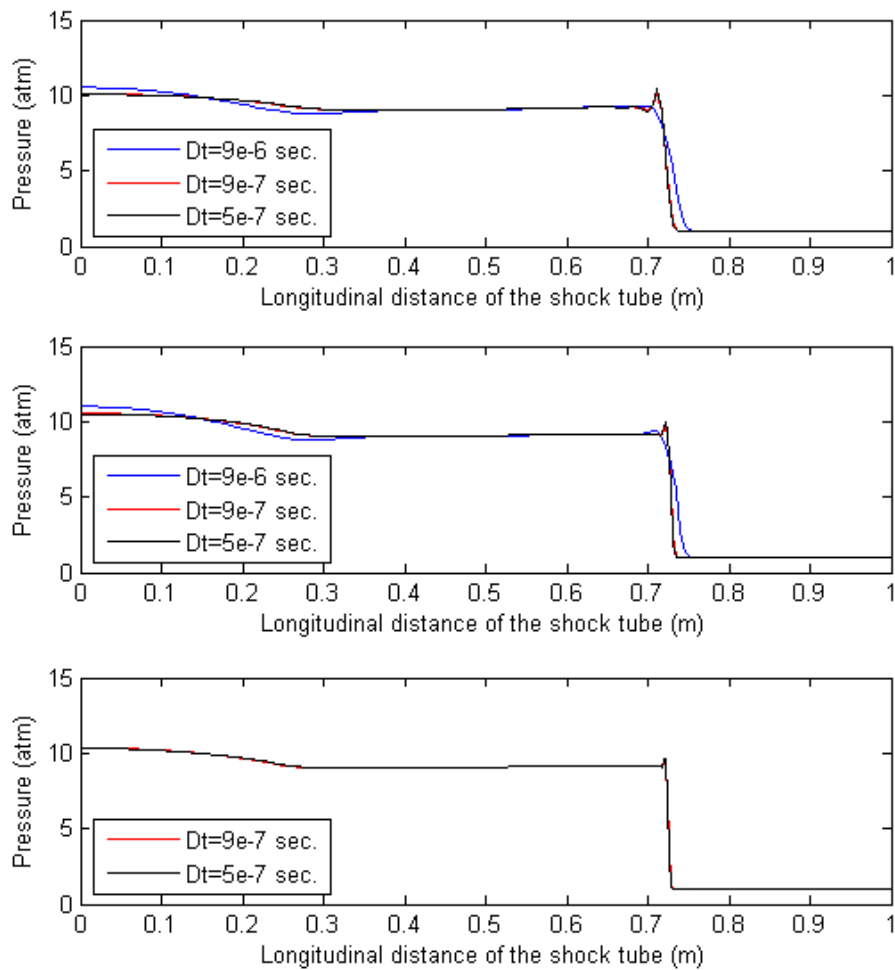 15
10
5
0
Pressure (atm)
Dt=9e-6 sec.
Dt=9e-7 sec.
Dt=5e-7 sec.
0 0.1 0.2 0.3 0.4 0.5 0.6 0.7 0.8 0.9 1
Longitudinal distance of the shock tube (m)
15
10
5
0
Pressure (atm)
Dt=9e-6 sec.
Dt=9e-7 sec.
Dt=5e-7 sec.
0 0.1 0.2 0.3 0.4 0.5 0.6 0.7 0.8 0.9 1
Longitudinal distance of the shock tube (m)
15
10
5
0
Pressure (atm)
Dt=9e-7 sec.
Dt=5e-7 sec.
0 0.1 0.2 0.3 0.4 0.5 0.6 0.7 0.8 0.9 1
Longitudinal distance of the shock tube (m)